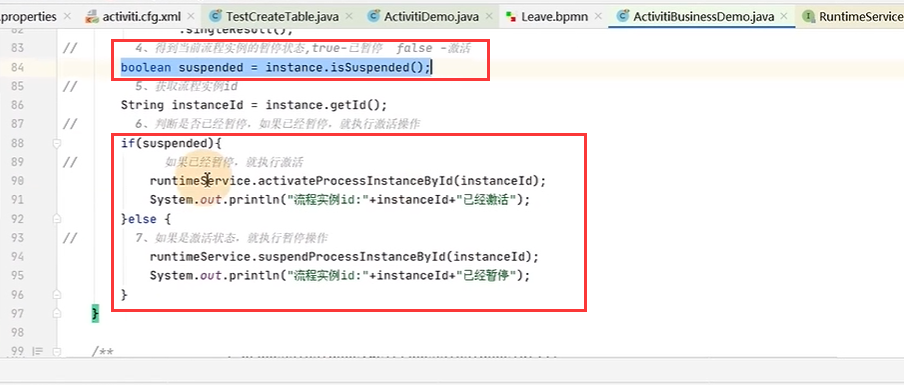 .properties
activiti.cfg.xml
TestCreateTable.java
ActivitiDemo.java
Leave.bpmn
ActivitiBusinessDemo.java
RuntimeService
82 .singleResult();
83 // 4、得到当前流程实例的暂停状态,true-已暂停 false -激活
84 boolean suspended = instance.isSuspended();
85 // 5、获取流程实例id
86 String instanceId = instance.getId();
87 // 6、判断是否已经暂停，如果已经暂停，就执行激活操作
88 if(suspended){
89 // 如果已经暂停，就执行激活
90 runtimeService.activateProcessInstanceById(instanceId);
91 System.out.println("流程实例id:"+instanceId+"已经激活");
92 }else {
93 // 7、如果是激活状态，就执行暂停操作
94 runtimeService.suspendProcessInstanceById(instanceId);
95 System.out.println("流程实例id:"+instanceId+"已经暂停");
96 }
97 }
98
99 /**